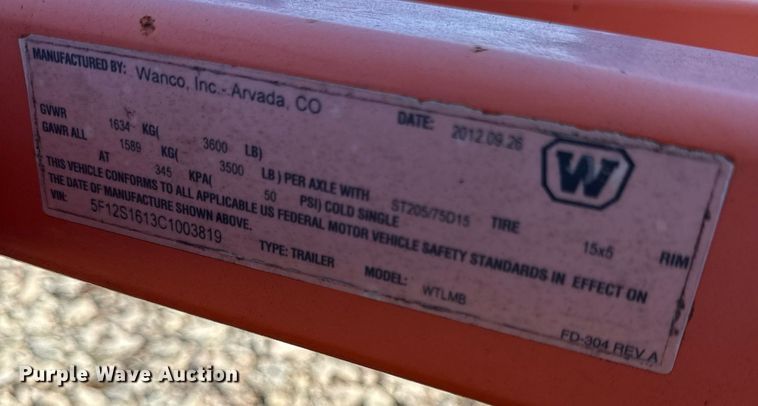 MANUFACTURED BY: Wanco, Inc.- Arvada, CO
DATE: 2012.09.26
W
GVWR 1634 KG( 3600 LB)
GAWR ALL 1589 KG( 3500 LB) PER AXLE WITH ST205/75D15 TIRE 15x5 RIM
AT 345 KPA( 50 PSI) COLD SINGLE
THIS VEHICLE CONFORMS TO ALL APPLICABLE US FEDERAL MOTOR VEHICLE SAFETY STANDARDS IN EFFECT ON
THE DATE OF MANUFACTURE SHOWN ABOVE.
VIN: 5F12S1613C1003819 TYPE: TRAILER MODEL: WTLMB
FD-304 REV A
Purple Wave Auction